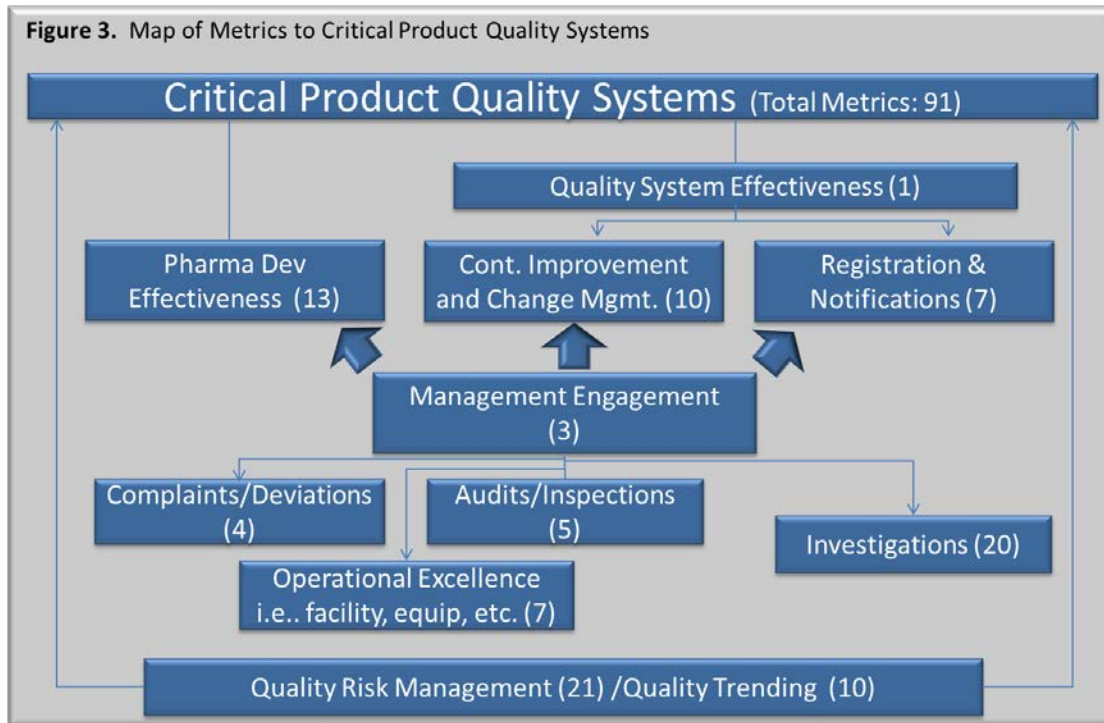 Figure 3. Map of Metrics to Critical Product Quality Systems
Critical Product Quality Systems (Total Metrics: 91)
Quality System Effectiveness (1)
Pharma Dev
Effectiveness (13)
Cont. Improvement
and Change Mgmt. (10)
Registration &
Notifications (7)
Management Engagement
(3)
Complaints/Deviations
(4)
Audits/Inspections
(5)
Investigations (20)
Operational Excellence
i.e.. facility, equip, etc. (7)
Quality Risk Management (21) /Quality Trending (10)